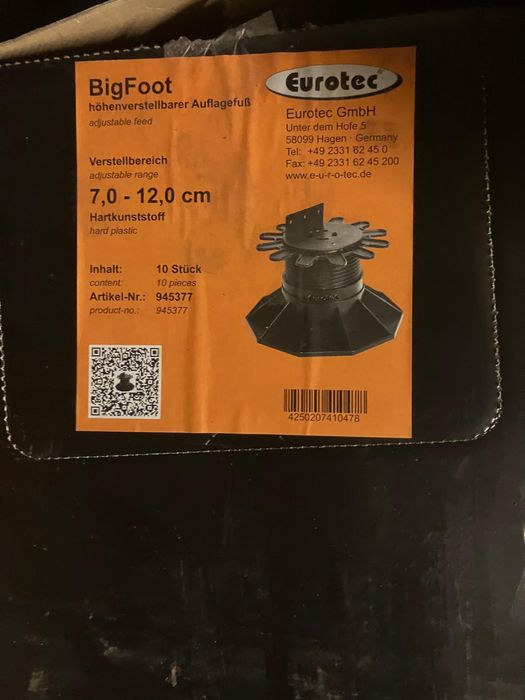 BigFoot
höhenverstellbarer Auflagefuß
adjustable feed
Eurotec®
Eurotec GmbH
Unter dem Hofe 5
58099 Hagen · Germany
Tel: +49 2331 62 45 0
Fax: +49 2331 62 45 200
www.e-u-r-o-tec.de
Verstellbereich
adjustable range
7,0 - 12,0 cm
Hartkunststoff
hard plastic
Inhalt: 10 Stück
content: 10 pieces
Artikel-Nr.: 945377
product-no.: 945377
Eurotec
4250207410478